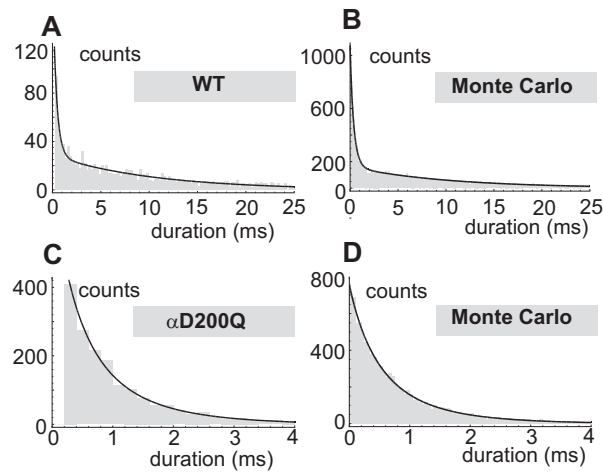 A
B
120
80
40
0
counts
WT
0 5 10 15 20 25
duration (ms)
1000
600
200
0
counts
Monte Carlo
0 5 10 15 20 25
duration (ms)
C
D
400
200
0
counts
αD200Q
0 1 2 3 4
duration (ms)
800
400
0
counts
Monte Carlo
0 1 2 3 4
duration (ms)